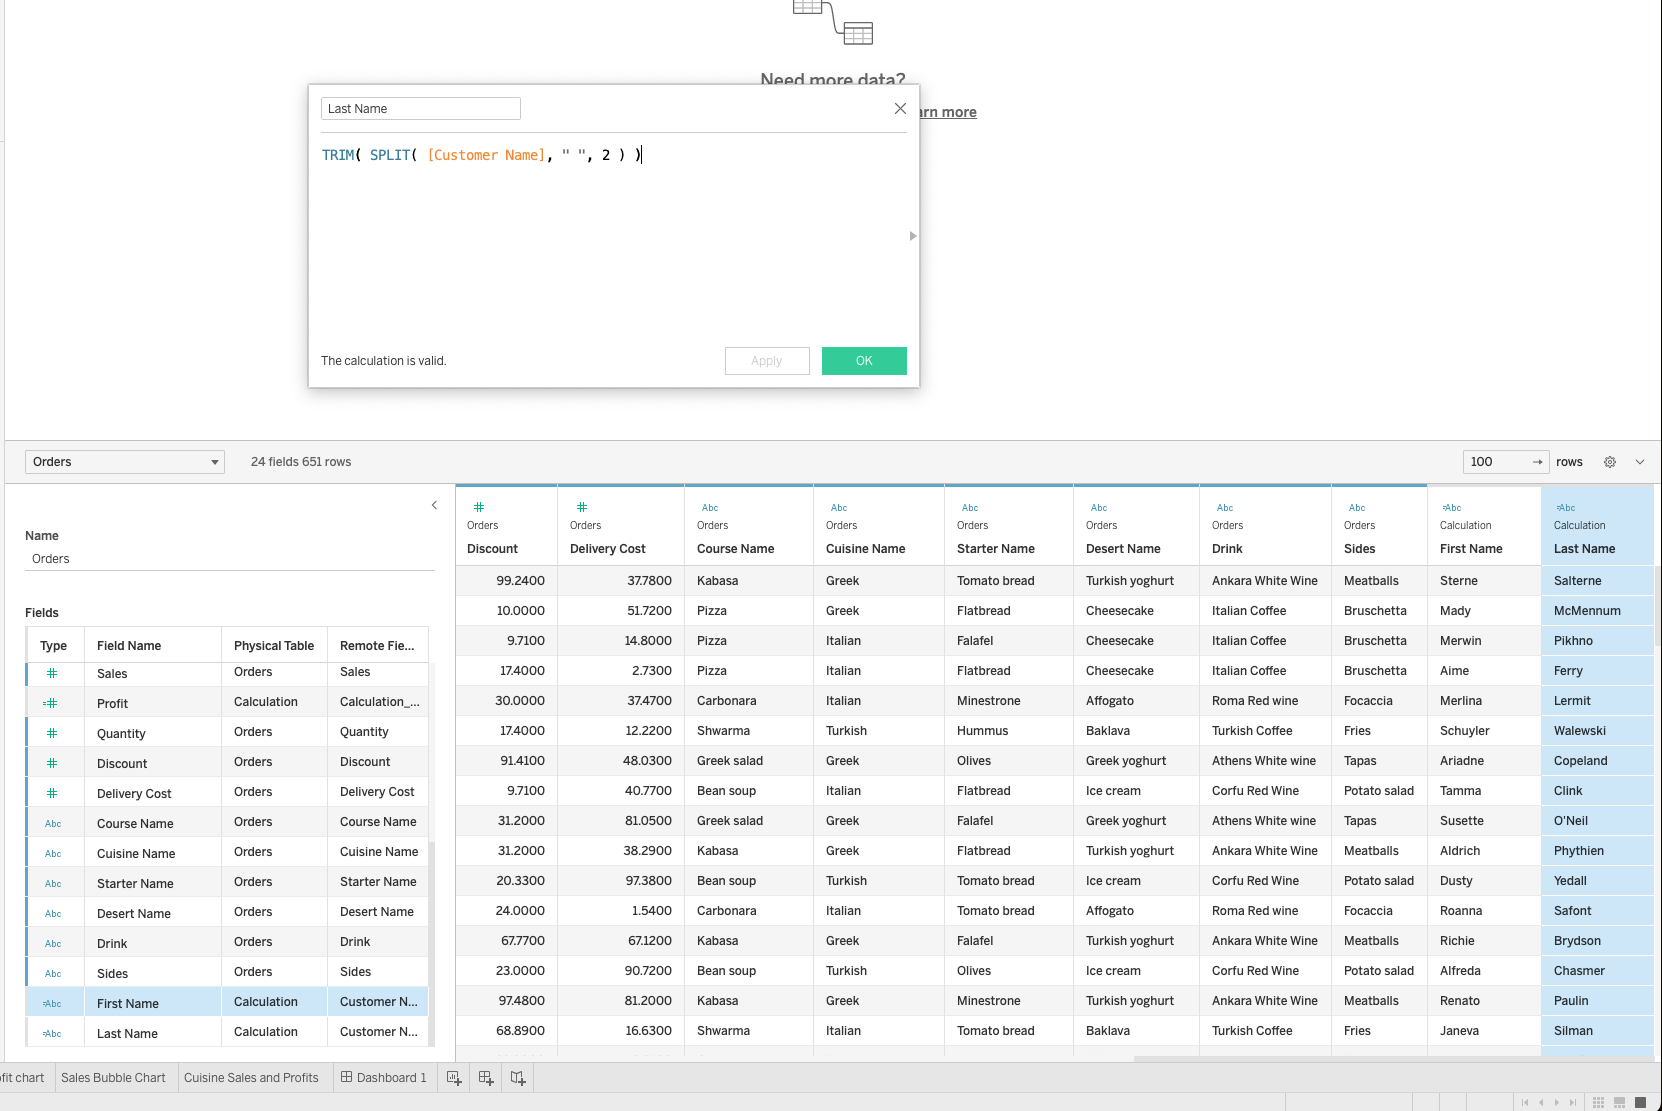 Need more data?
arn more
Last Name
TRIM( SPLIT( [Customer Name], " ", 2 ) )
The calculation is valid.
Apply
OK
Orders
24 fields 651 rows
100 → rows
Name
Orders
Fields
Type Field Name Physical Table Remote Fie...
Sales Orders Sales
Profit Calculation Calculation_...
Quantity Orders Quantity
Discount Orders Discount
Delivery Cost Orders Delivery Cost
Abc Course Name Orders Course Name
Abc Cuisine Name Orders Cuisine Name
Abc Starter Name Orders Starter Name
Abc Desert Name Orders Desert Name
Abc Drink Orders Drink
Abc Sides Orders Sides
=Abc First Name Calculation Customer N...
=Abc Last Name Calculation Customer N...
# # Abc Abc Abc Abc Abc Abc =Abc =Abc
Orders Orders Orders Orders Orders Orders Orders Orders Calculation Calculation
Discount Delivery Cost Course Name Cuisine Name Starter Name Desert Name Drink Sides First Name Last Name
99.2400 37.7800 Kabasa Greek Tomato bread Turkish yoghurt Ankara White Wine Meatballs Sterne Salterne
10.0000 51.7200 Pizza Greek Flatbread Cheesecake Italian Coffee Bruschetta Mady McMennum
9.7100 14.8000 Pizza Italian Falafel Cheesecake Italian Coffee Bruschetta Merwin Pikhno
17.4000 2.7300 Pizza Italian Flatbread Cheesecake Italian Coffee Bruschetta Aime Ferry
30.0000 37.4700 Carbonara Italian Minestrone Affogato Roma Red wine Focaccia Merlina Lermit
17.4000 12.2200 Shwarma Turkish Hummus Baklava Turkish Coffee Fries Schuyler Walewski
91.4100 48.0300 Greek salad Greek Olives Greek yoghurt Athens White wine Tapas Ariadne Copeland
9.7100 40.7700 Bean soup Italian Flatbread Ice cream Corfu Red Wine Potato salad Tamma Clink
31.2000 81.0500 Greek salad Greek Falafel Greek yoghurt Athens White wine Tapas Susette O'Neil
31.2000 38.2900 Kabasa Greek Flatbread Turkish yoghurt Ankara White Wine Meatballs Aldrich Phythien
20.3300 97.3800 Bean soup Turkish Tomato bread Ice cream Corfu Red Wine Potato salad Dusty Yedall
24.0000 1.5400 Carbonara Italian Tomato bread Affogato Roma Red wine Focaccia Roanna Safont
67.7700 67.1200 Kabasa Greek Falafel Turkish yoghurt Ankara White Wine Meatballs Richie Brydson
23.0000 90.7200 Bean soup Turkish Olives Ice cream Corfu Red Wine Potato salad Alfreda Chasmer
97.4800 81.2000 Kabasa Greek Minestrone Turkish yoghurt Ankara White Wine Meatballs Renato Paulin
68.8900 16.6300 Shwarma Italian Tomato bread Baklava Turkish Coffee Fries Janeva Silman
fit chart Sales Bubble Chart Cuisine Sales and Profits Dashboard 1